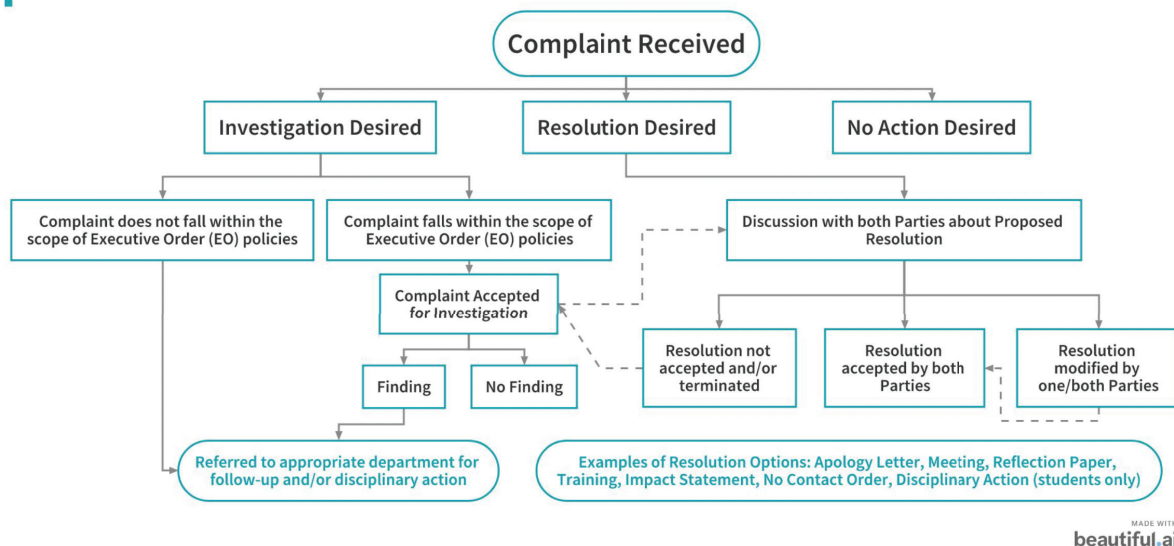 Complaint Received
Investigation Desired
Resolution Desired
No Action Desired
Complaint does not fall within the
scope of Executive Order (EO) policies
Complaint falls within the scope of
Executive Order (EO) policies
Discussion with both Parties about Proposed
Resolution
Complaint Accepted
for Investigation
Resolution not
accepted and/or
terminated
Resolution
accepted by both
Parties
Resolution
modified by
one/both Parties
Finding
No Finding
Referred to appropriate department for
follow-up and/or disciplinary action
Examples of Resolution Options: Apology Letter, Meeting, Reflection Paper,
Training, Impact Statement, No Contact Order, Disciplinary Action (students only)
MADE WITH
beautiful.a